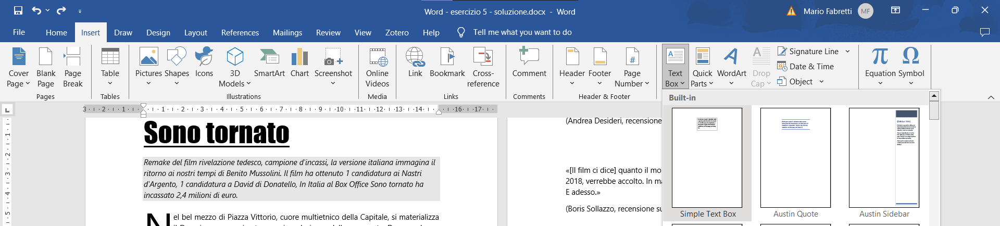 Word - esercizio 5 - soluzione.docx - Word
Mario Fabretti MF
File Home Insert Draw Design Layout References Mailings Review View Zotero Help Tell me what you want to do
Cover Page
Blank Page
Page Break
Pages
Table
Tables
Pictures
Shapes
Icons
3D Models
SmartArt
Chart
Screenshot
Illustrations
Online Videos
Media
Link
Bookmark
Cross-reference
Links
Comment
Comments
Header
Footer
Page Number
Header & Footer
Text Box
Quick Parts
WordArt
Drop Cap
Signature Line
Date & Time
Object
Equation
Symbol
Built-in
Simple Text Box
Austin Quote
Austin Sidebar
3 2 1 1 2 3 4 5 6 7 8 9 10 11 12 13 14 16 17
1 2 3 4 5
Sono tornato
Remake del film rivelazione tedesco, campione d'incassi, la versione italiana immagina il
ritorno ai nostri tempi di Benito Mussolini. Il film ha ottenuto 1 candidatura ai Nastri
d'Argento, 1 candidatura a David di Donatello, In Italia al Box Office Sono tornato ha
incassato 2,4 milioni di euro.
Nel bel mezzo di Piazza Vittorio, cuore multietnico della Capitale, si materializza
(Andrea Desideri, recensione
«[Il film ci dice] quanto il mo
2018, verrebbe accolto. In ma
E adesso.»
(Boris Sollazzo, recensione su